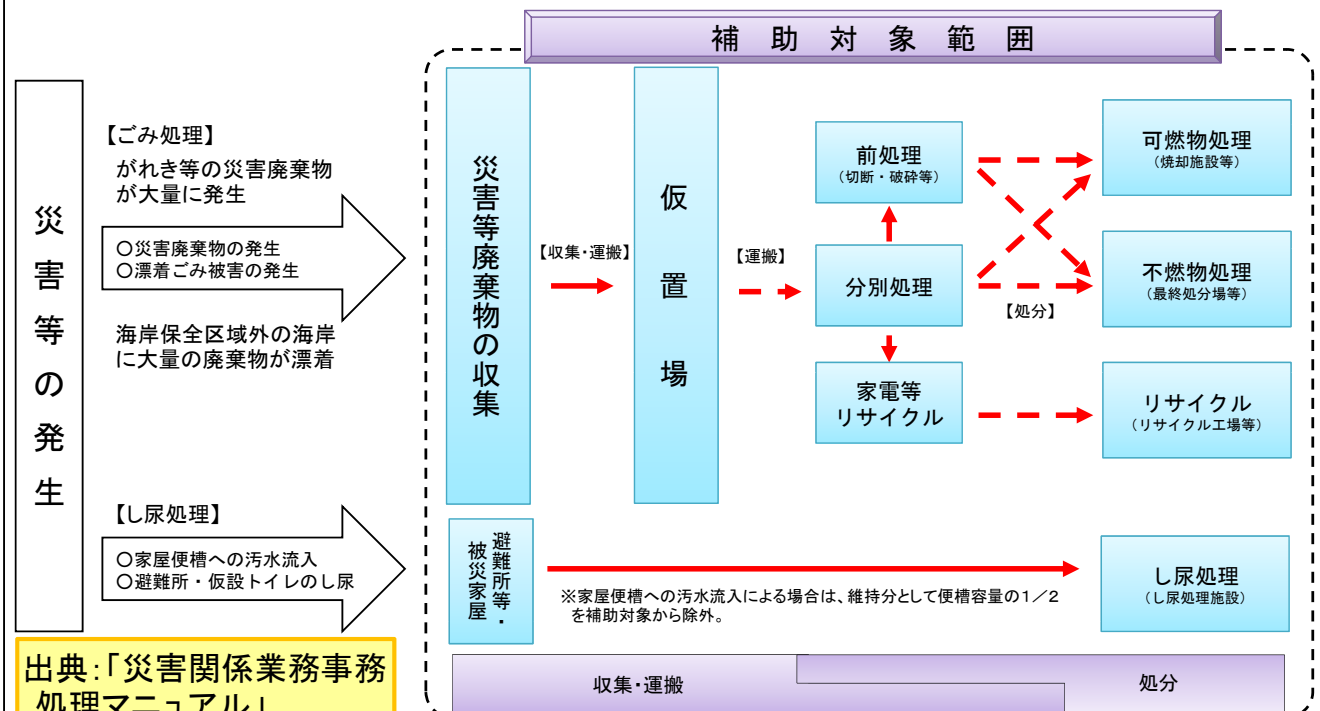 補助対象範囲
災害等の発生
【ごみ処理】
がれき等の災害廃棄物
が大量に発生
〇災害廃棄物の発生
〇漂着ごみ被害の発生
海岸保全区域外の海岸
に大量の廃棄物が漂着
【し尿処理】
〇家屋便槽への汚水流入
〇避難所・仮設トイレのし尿
災害等廃棄物の収集
【収集・運搬】
仮置場
【運搬】
前処理
（切断・破砕等）
分別処理
家電等
リサイクル
【処分】
可燃物処理
（焼却施設等）
不燃物処理
（最終処分場等）
リサイクル
（リサイクル工場等）
避難所等・
被災家屋
※家屋便槽への汚水流入による場合は、維持分として便槽容量の１／２
を補助対象から除外。
し尿処理
（し尿処理施設）
収集・運搬
処分
出典：「災害関係業務事務
処理マニュアル」